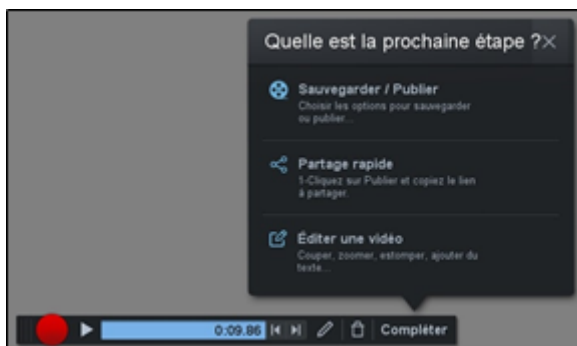 Quelle est la prochaine étape ?
Sauvegarder / Publier
Choisir les options pour sauvegarder
ou publier...
Partage rapide
1-Cliquez sur Publier et copiez le lien
à partager.
Éditer une vidéo
Couper, zoomer, estomper, ajouter du
texte...
0:09.86
Compléter